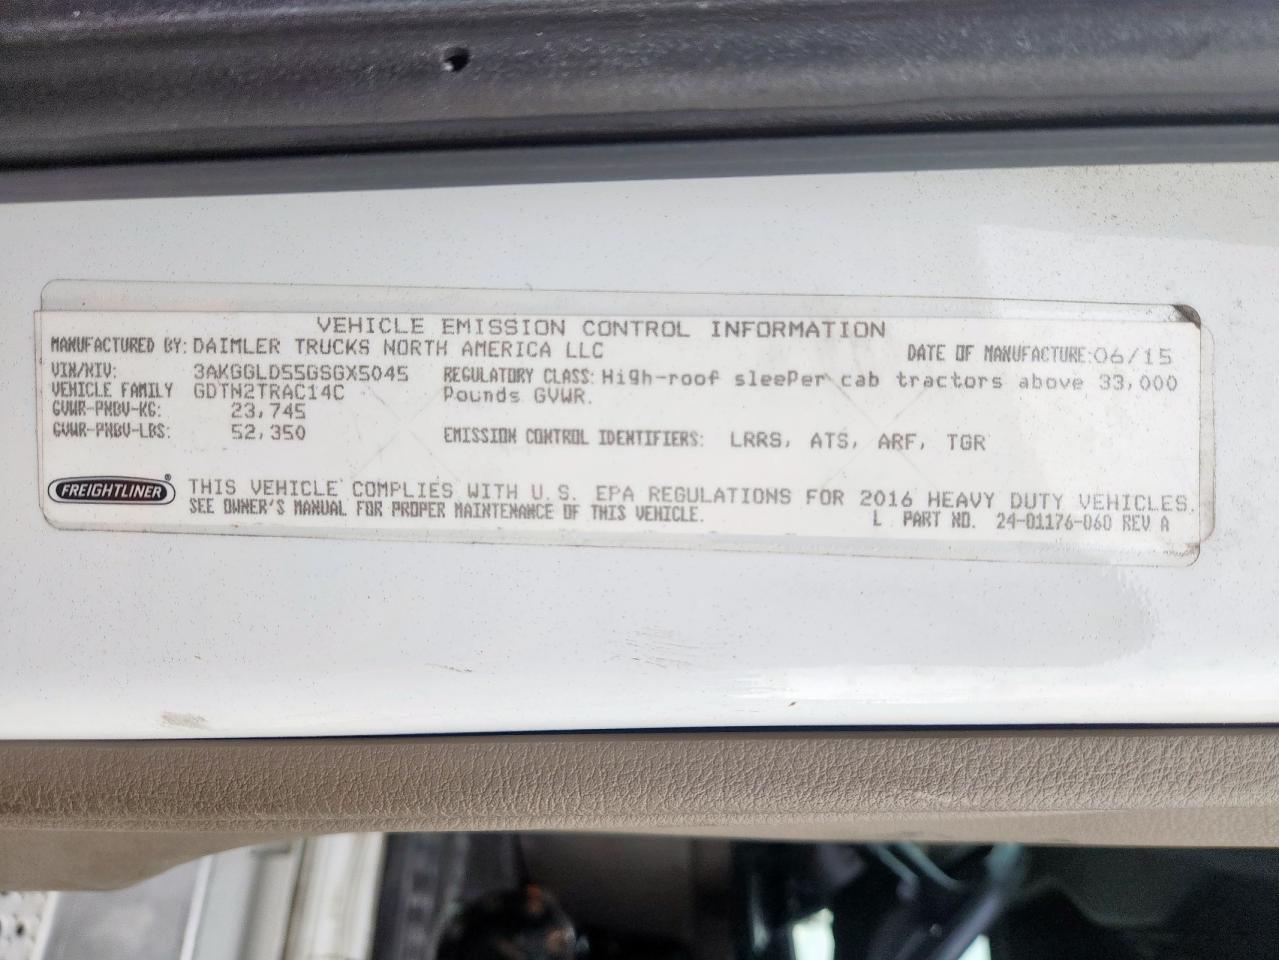 VEHICLE EMISSION CONTROL INFORMATION
MANUFACTURED BY: DAIMLER TRUCKS NORTH AMERICA LLC DATE OF MANUFACTURE: 06/15
VIN/NIV: 3AKGGLD55GSGX5045 REGULATORY CLASS: High-roof sleePer cab tractors above 33,000
VEHICLE FAMILY GDTN2TRAC14C Pounds GVWR.
GVWR-PNBV-KG: 23,745
GVWR-PNBV-LBS: 52,350 EMISSION CONTROL IDENTIFIERS: LRRS, ATS, ARF, TGR
FREIGHTLINER® THIS VEHICLE COMPLIES WITH U.S. EPA REGULATIONS FOR 2016 HEAVY DUTY VEHICLES.
SEE OWNER'S MANUAL FOR PROPER MAINTENANCE OF THIS VEHICLE. L PART NO. 24-01176-060 REV A